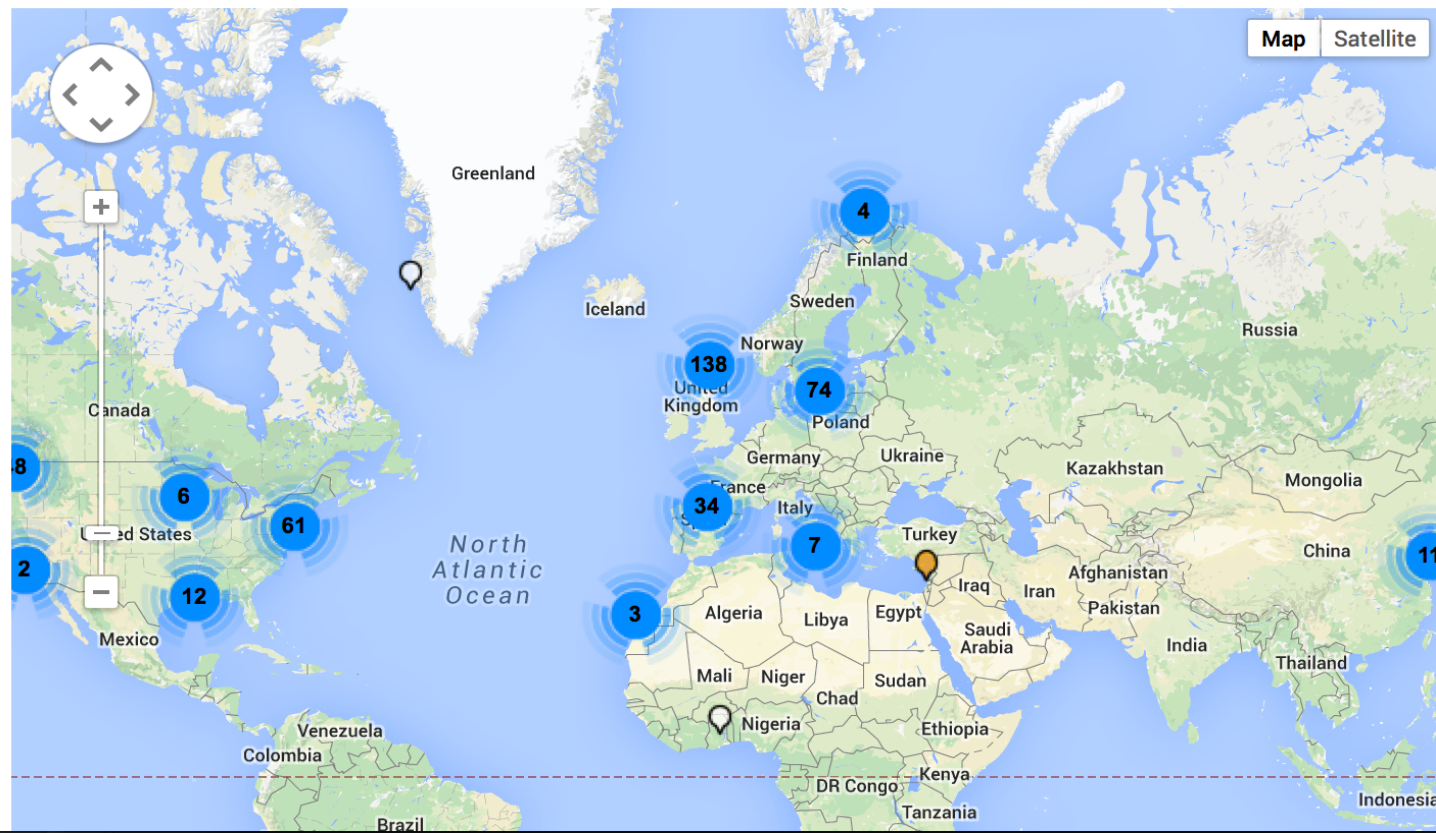 Map
Satellite
Greenland
4
Finland
Iceland
Sweden
Russia
Norway
138
74
United
Kingdom
Canada
Poland
Germany
Ukraine
Kazakhstan
Mongolia
6
France
34
Italy
61
United States
7
Turkey
China
11
2
North
Atlantic
Ocean
Iraq
Iran
Afghanistan
Pakistan
12
3
Algeria
Libya
Egypt
Saudi
Arabia
India
Mexico
Thailand
Mali
Niger
Sudan
Chad
Nigeria
Ethiopia
Venezuela
Colombia
Kenya
DR Congo
Indonesia
Tanzania
Brazil